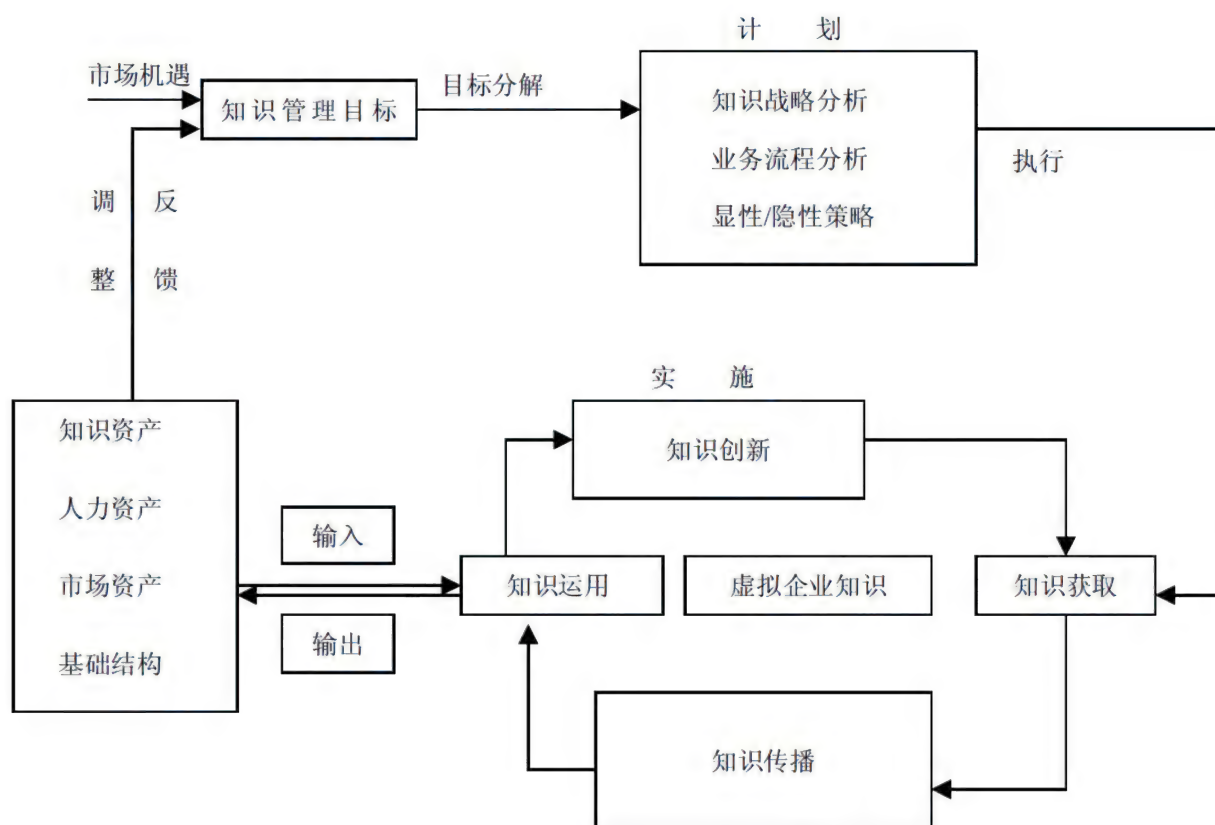 计 划
市场机遇
知识管理目标
目标分解
知识战略分析
业务流程分析
显性/隐性策略
执行
调 反
整 馈
实 施
知识资产
人力资产
市场资产
基础结构
输入
输出
知识创新
知识运用
虚拟企业知识
知识获取
知识传播